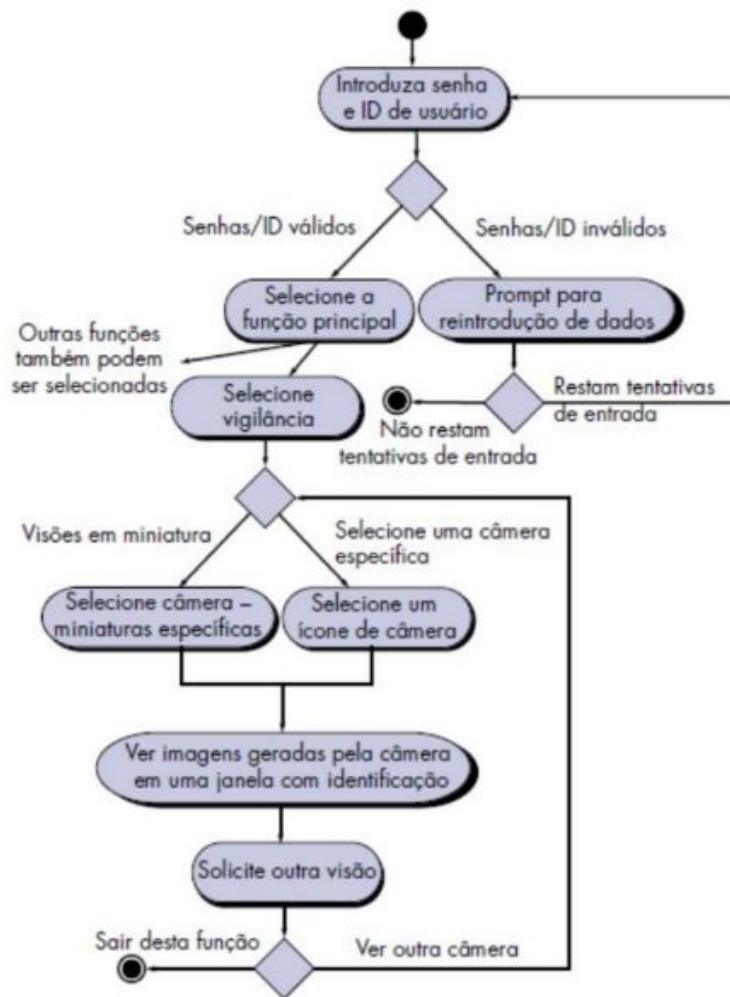 Introduza senha
e ID de usuário
Senhas/ID válidos
Senhas/ID inválidos
Selecione a
função principal
Prompt para
reintrodução de dados
Outras funções
também podem
ser selecionadas
Selecione
vigilância
Restam tentativas
de entrada
Não restam
tentativas de entrada
Visões em miniatura
Selecione uma câmera
específica
Selecione câmera –
miniaturas específicas
Selecione um
ícone de câmera
Ver imagens geradas pela câmera
em uma janela com identificação
Solicite outra visão
Sair desta função
Ver outra câmera